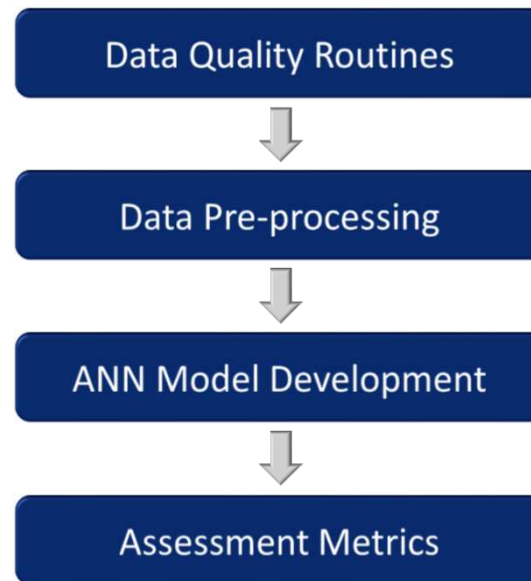 Data Quality Routines
Data Pre-processing
ANN Model Development
Assessment Metrics